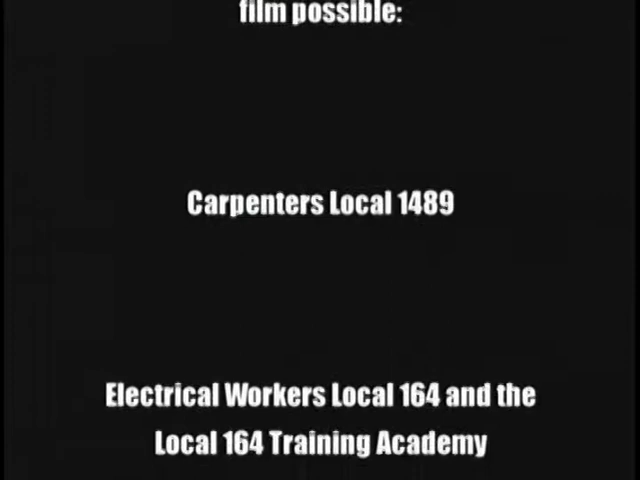 film possible:
Carpenters Local 1489
Electrical Workers Local 164 and the
Local 164 Training Academy